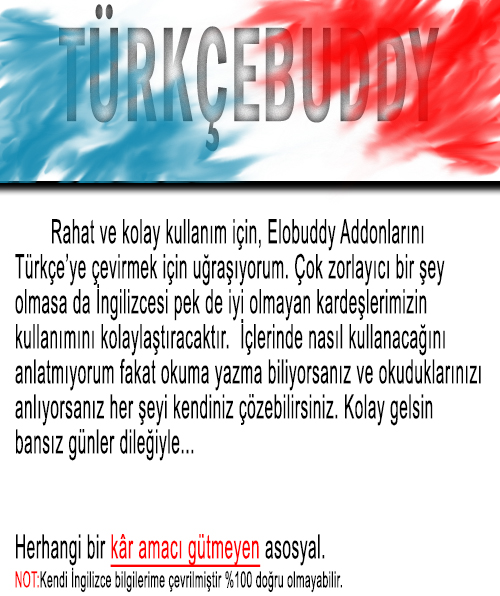 TÜRKÇEBUDDY
Rahat ve kolay kullanım için, Elobuddy Addonlarını
Türkçe'ye çevirmek için uğraşıyorum. Çok zorlayıcı bir şey
olmasa da İngilizcesi pek de iyi olmayan kardeşlerimizin
kullanımını kolaylaştıracaktır. İçlerinde nasıl kullanacağını
anlatmıyorum fakat okuma yazma biliyorsanız ve okuduklarınızı
anlıyorsanız her şeyi kendiniz çözebilirsiniz. Kolay gelsin
bansız günler dileğiyle...
Herhangi bir kâr amacı gütmeyen asosyal.
NOT:Kendi İngilizce bilgilerime çevrilmiştir %100 doğru olmayabilir.